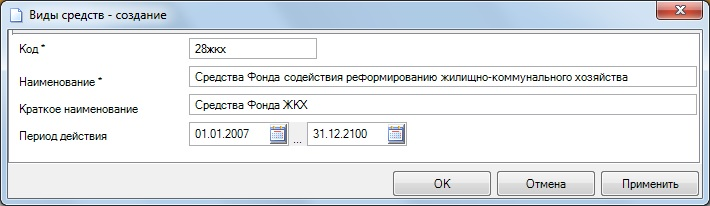 Виды средств - создание
Код * 28жкх
Наименование * Средства Фонда содействия реформированию жилищно-коммунального хозяйства
Краткое наименование Средства Фонда ЖКХ
Период действия 01.01.2007 ... 31.12.2100
OK Отмена Применить